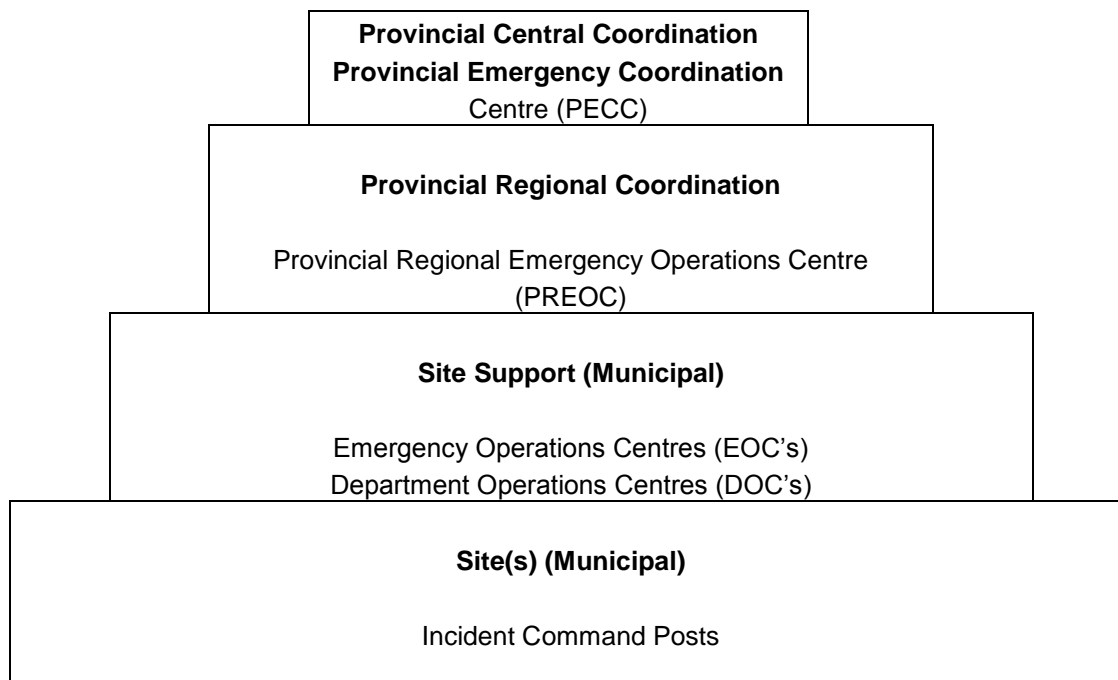 Provincial Central Coordination
Provincial Emergency Coordination
Centre (PECC)
Provincial Regional Coordination
Provincial Regional Emergency Operations Centre
(PREOC)
Site Support (Municipal)
Emergency Operations Centres (EOC’s)
Department Operations Centres (DOC’s)
Site(s) (Municipal)
Incident Command Posts